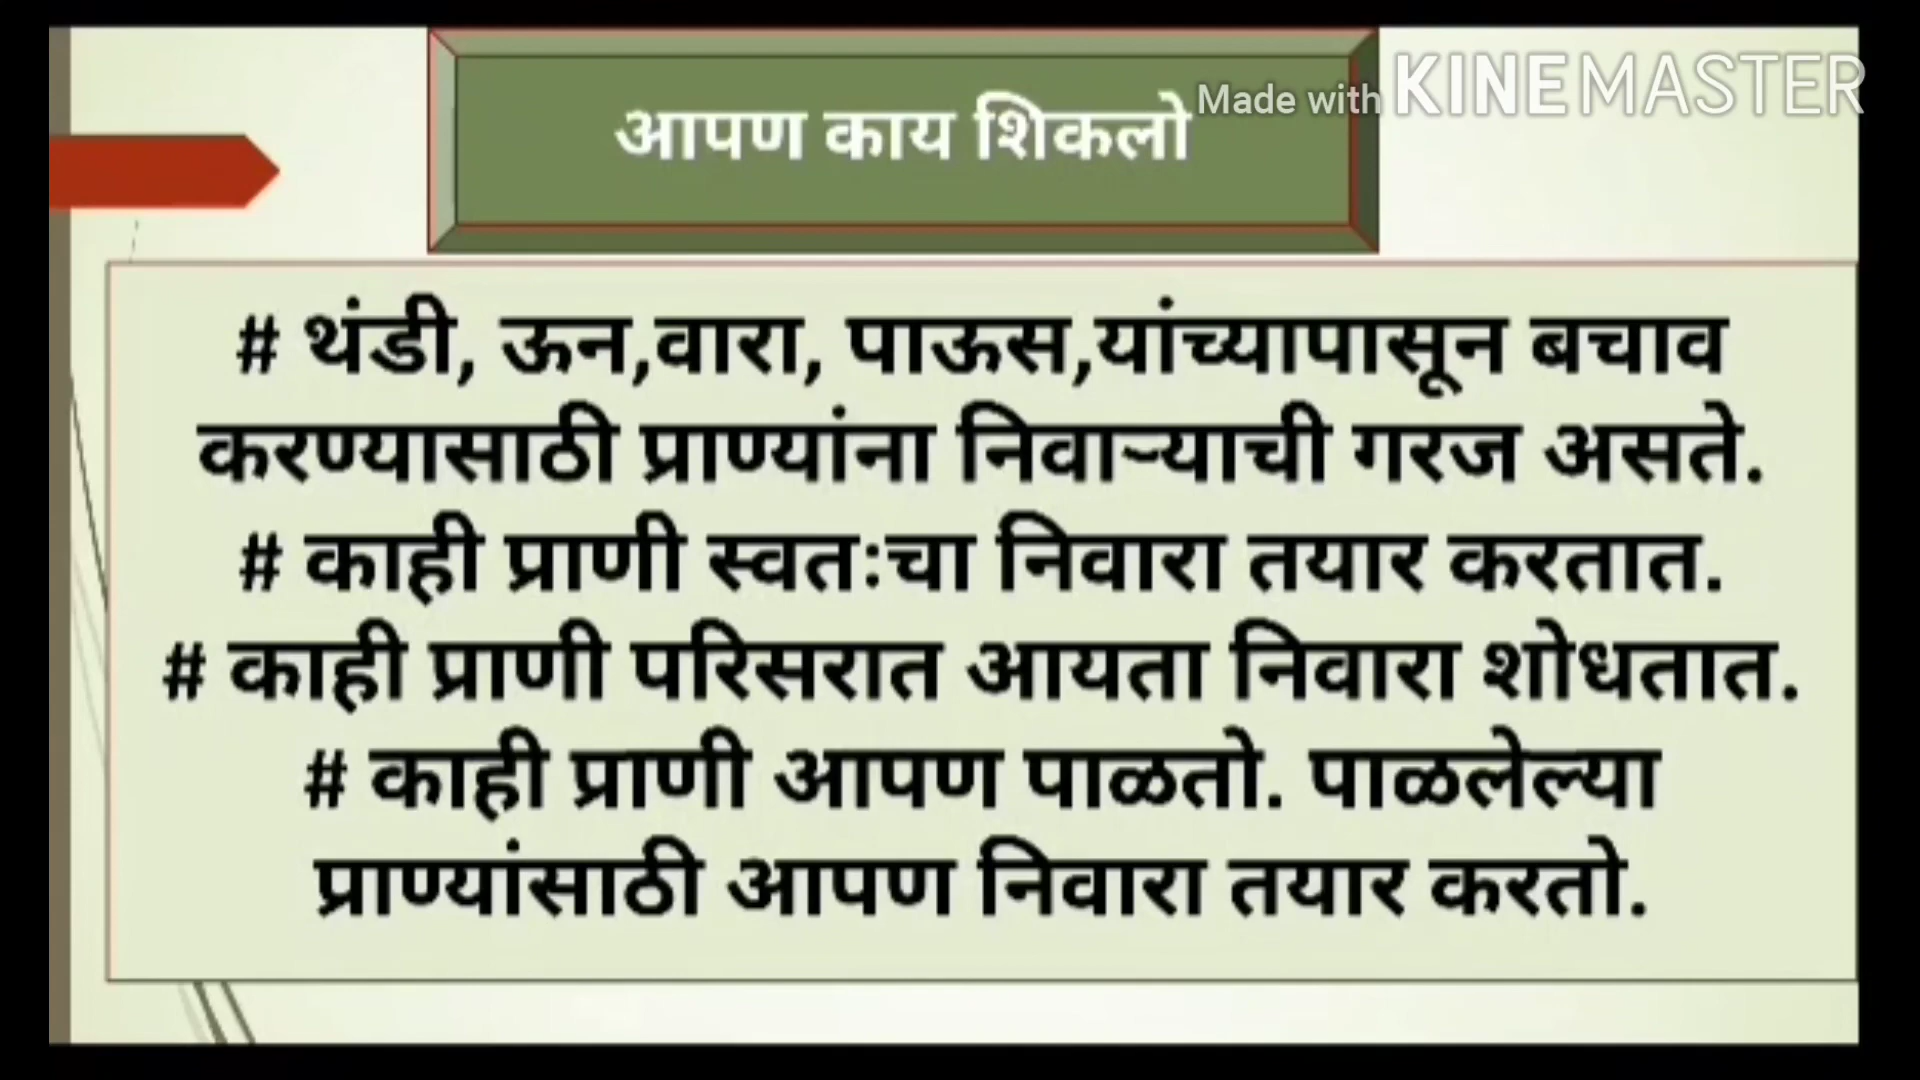 आपण काय शिकलो
Made with KINEMASTER
# थंडी, ऊन,वारा, पाऊस,यांच्यापासून बचाव
करण्यासाठी प्राण्यांना निवाऱ्याची गरज असते.
# काही प्राणी स्वतःचा निवारा तयार करतात.
# काही प्राणी परिसरात आयता निवारा शोधतात.
# काही प्राणी आपण पाळतो. पाळलेल्या
प्राण्यांसाठी आपण निवारा तयार करतो.